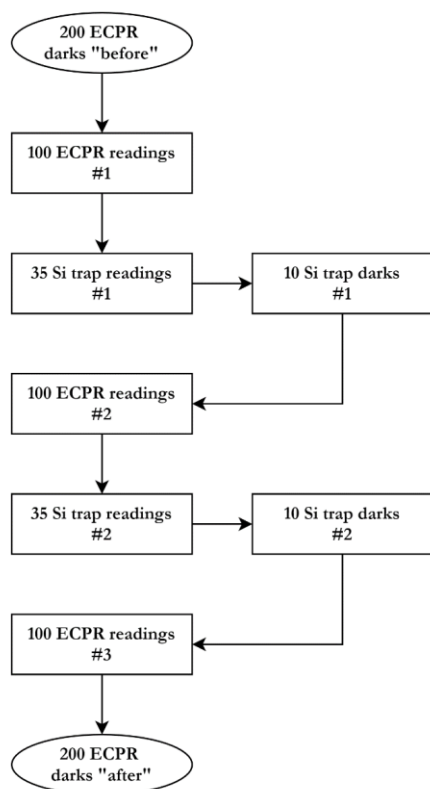 200 ECPR
darks "before"
100 ECPR readings
#1
35 Si trap readings
#1
10 Si trap darks
#1
100 ECPR readings
#2
35 Si trap readings
#2
10 Si trap darks
#2
100 ECPR readings
#3
200 ECPR
darks "after"